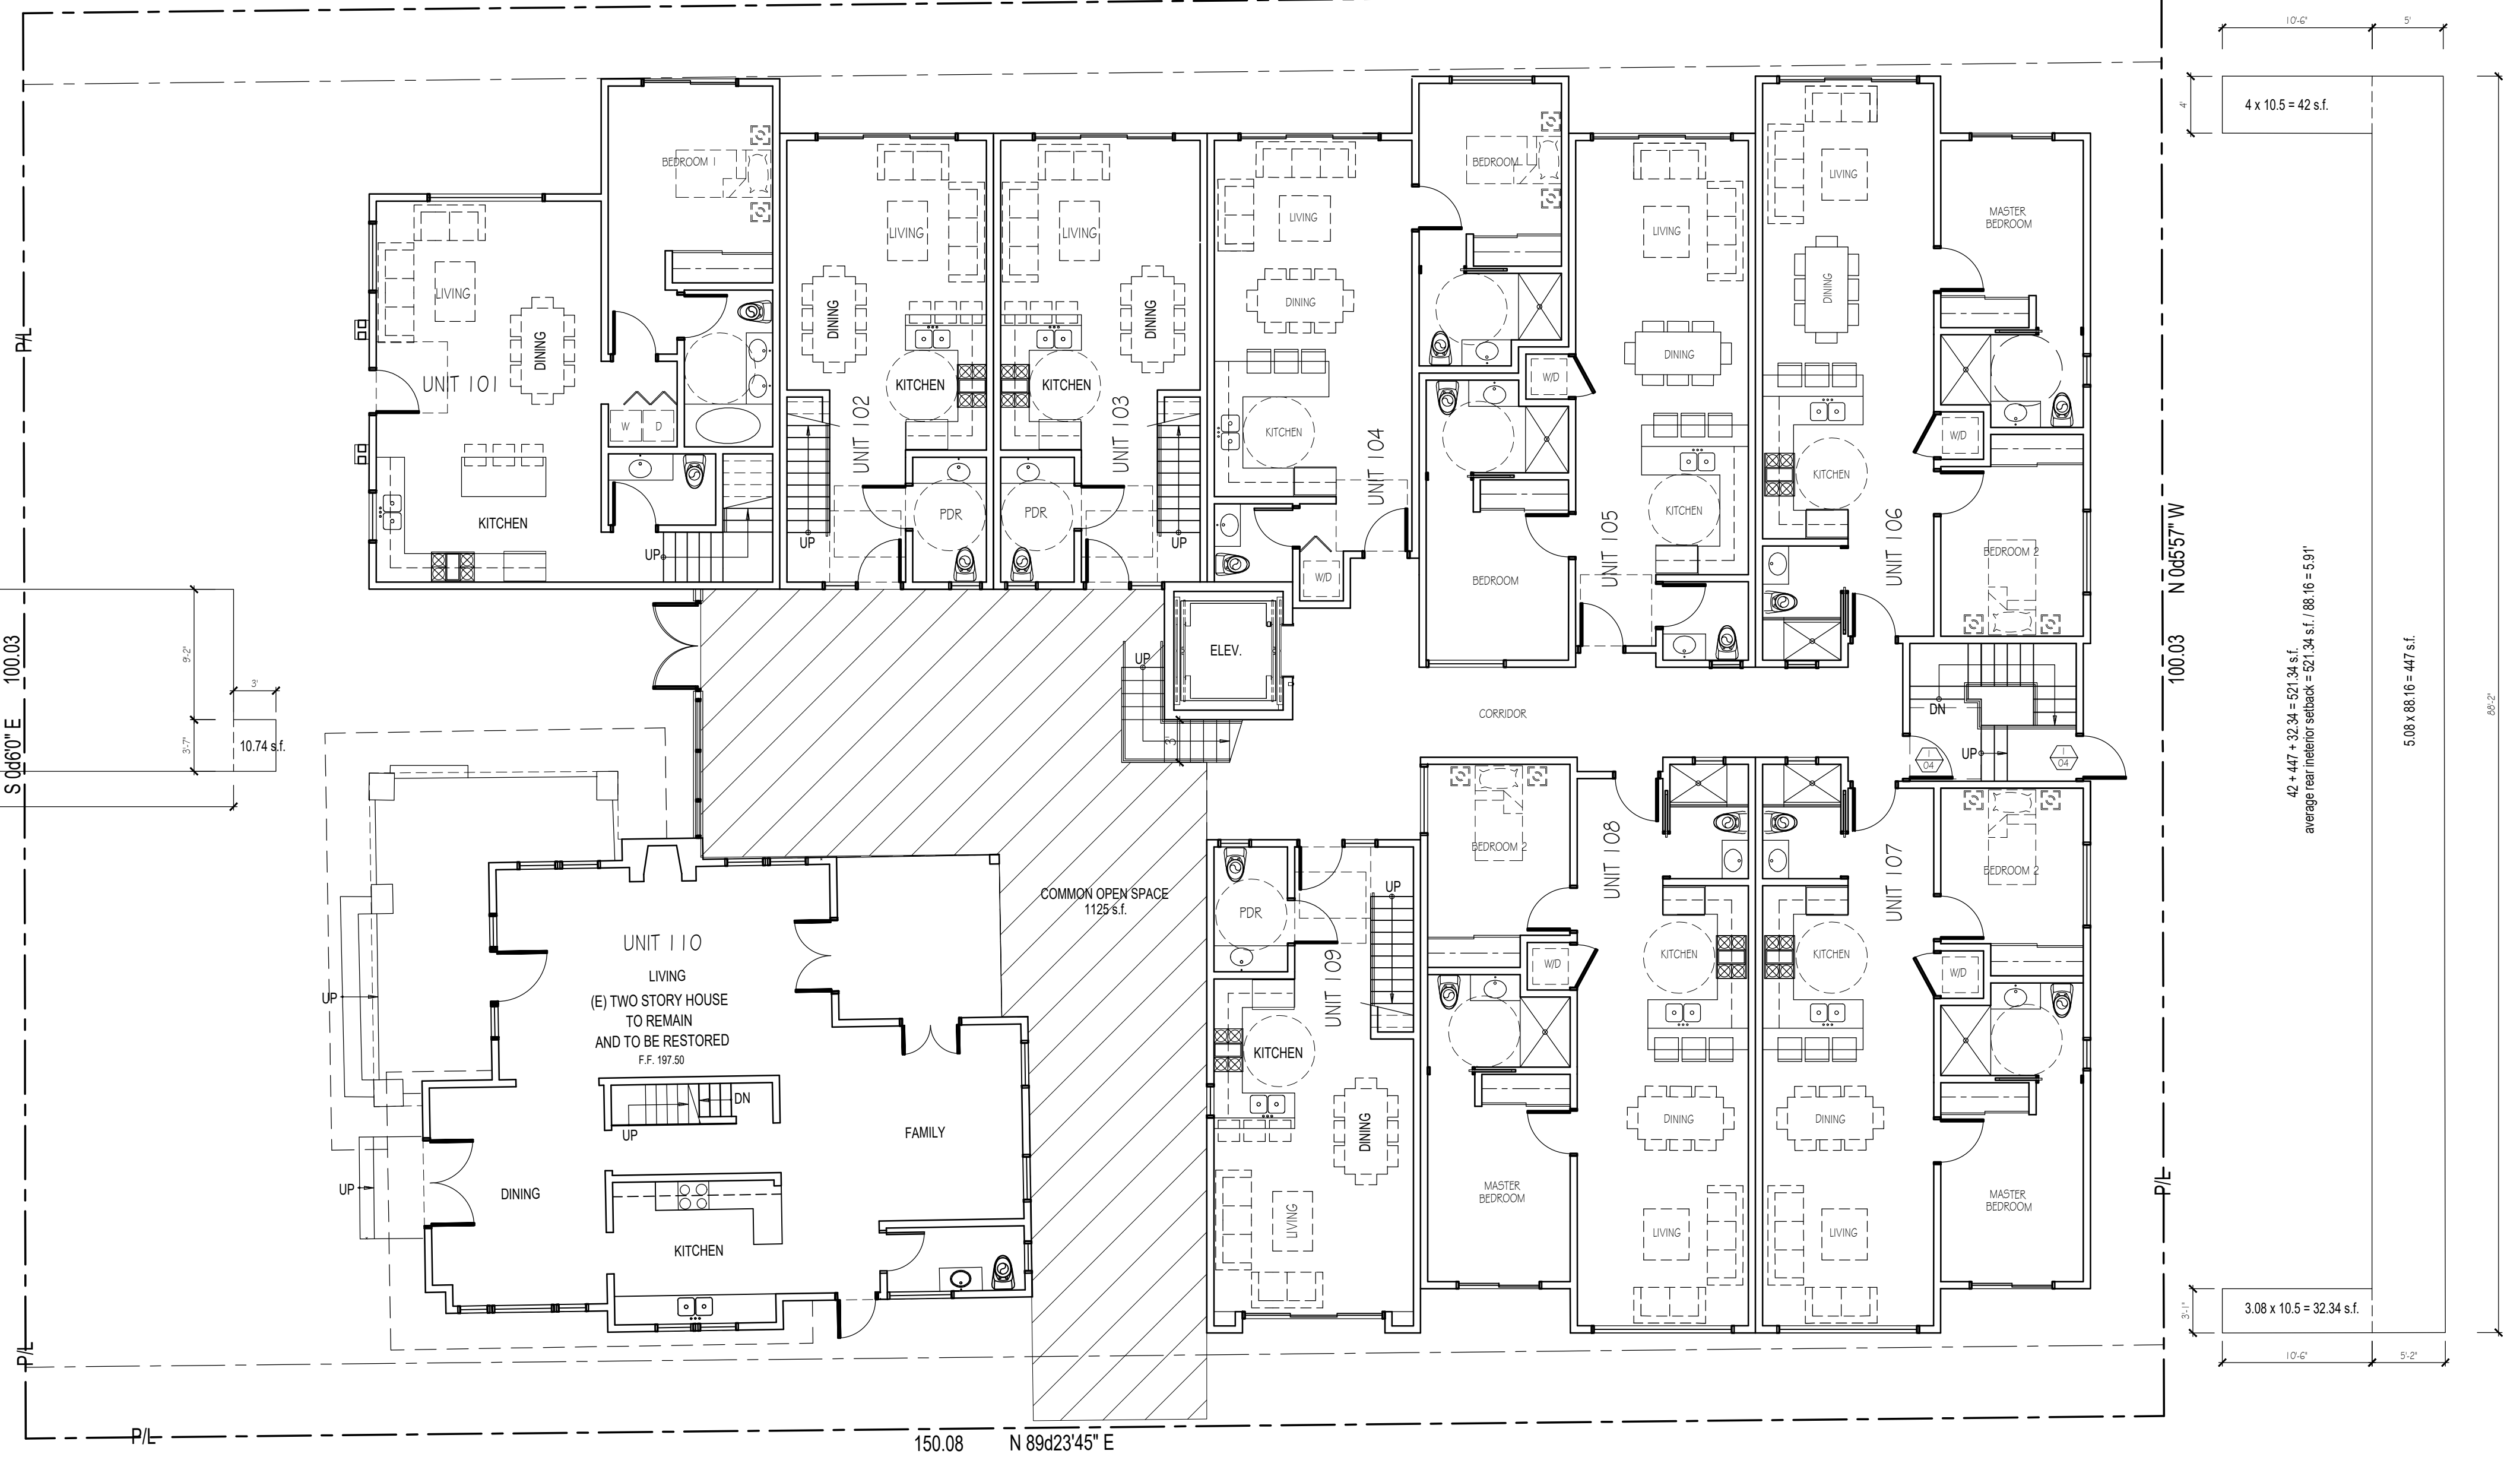 10'-6"
5'
4'
4 x 10.5 = 42 s.f.
BEDROOM 1
BEDROOM
LIVING
DINING
UNIT 101
W
D
KITCHEN
UP
P/L
S 0d6'0" E 100.03
LIVING
DINING
KITCHEN
UNIT 102
PDR
UP
LIVING
DINING
KITCHEN
UNIT 103
PDR
UP
LIVING
DINING
KITCHEN
UNIT 104
W/D
W/D
LIVING
DINING
KITCHEN
UNIT 105
BEDROOM
LIVING
DINING
KITCHEN
UNIT 106
MASTER
BEDROOM
W/D
BEDROOM 2
N 0d5'57" W
100.03
42 + 447 + 32.34 = 521.34 s.f.
average rear ineterior setback = 521.34 s.f. / 88.16 = 5.91'
5.08 x 88.16 = 447 s.f.
88'-2"
9'-2"
3'
3'-7"
10.74 s.f.
ELEV.
UP
3'
CORRIDOR
DN
UP
1
04
1
04
COMMON OPEN SPACE
1125 s.f.
UNIT 110
LIVING
(E) TWO STORY HOUSE
TO REMAIN
AND TO BE RESTORED
F.F. 197.50
UP
UP
DN
UP
FAMILY
DINING
KITCHEN
PDR
UP
UNIT 109
KITCHEN
DINING
LIVING
BEDROOM 2
UNIT 108
W/D
KITCHEN
DINING
LIVING
MASTER
BEDROOM
UNIT 107
BEDROOM 2
KITCHEN
W/D
DINING
LIVING
MASTER
BEDROOM
P/L
P/L
P/L
150.08 N 89d23'45" E
3'-1"
3.08 x 10.5 = 32.34 s.f.
10'-6"
5'-2"